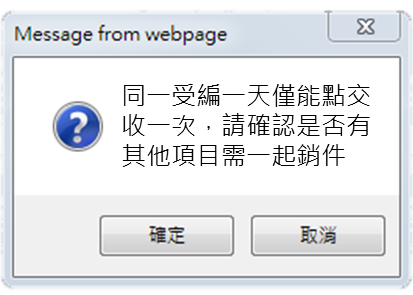 Message from webpage
同一受編一天僅能點交
收一次，請確認是否有
其他項目需一起銷件
確定
取消